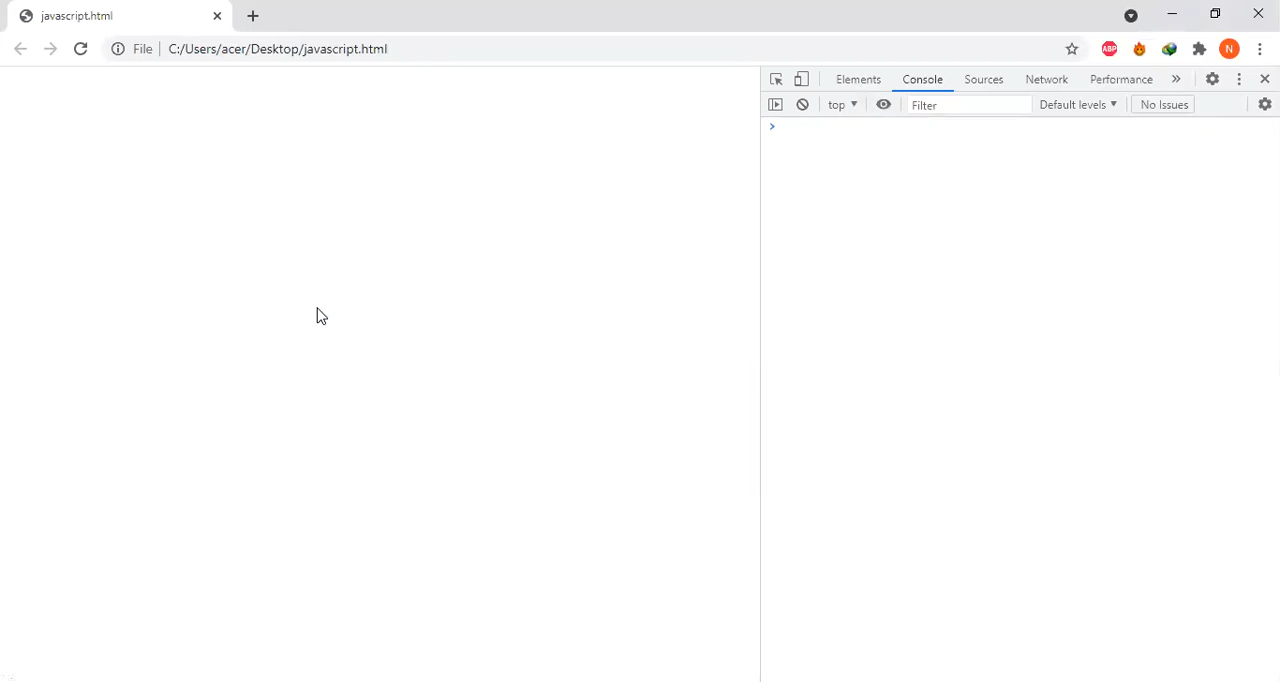 javascript.html
File C:/Users/acer/Desktop/javascript.html ABP N
Elements Console Sources Network Performance »
top Filter Default levels No Issues
>